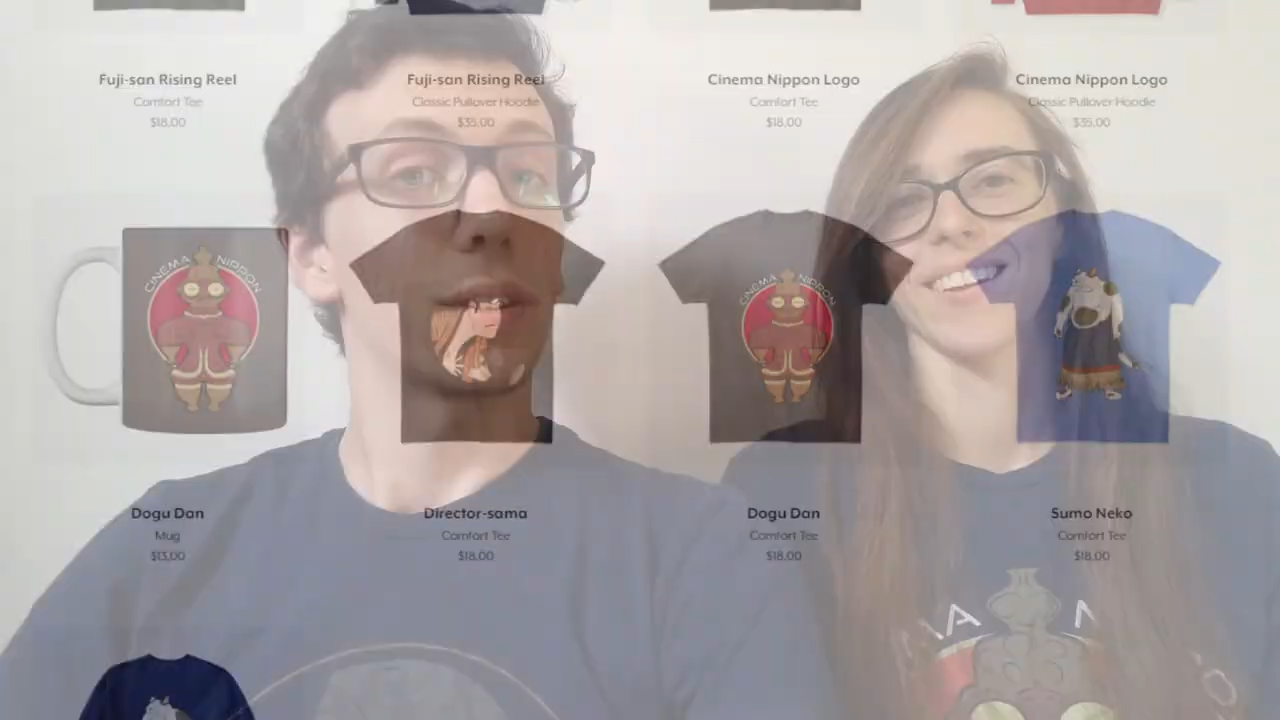 Fuji-san Rising Reel
Comfort Tee
$18.00
Fuji-san Rising Reel
Classic Pullover Hoodie
$35.00
Cinema Nippon Logo
Comfort Tee
$18.00
Cinema Nippon Logo
Classic Pullover Hoodie
$35.00
CINEMA NIPPON
CINEMA NIPPON
Dogu Dan
Mug
$13.00
Director-sama
Comfort Tee
$18.00
Dogu Dan
Comfort Tee
$18.00
Sumo Neko
Comfort Tee
$18.00
A N